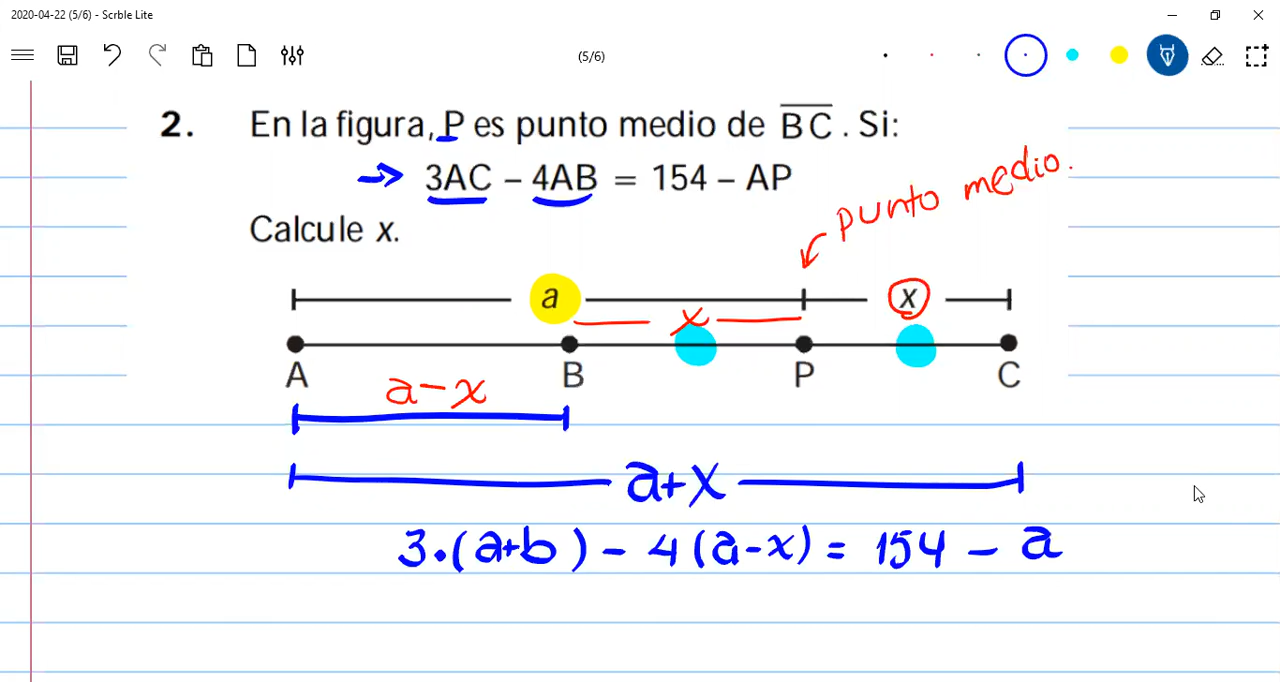 2020-04-22 (5/6) - Scrble Lite
(5/6)
2. En la figura, P es punto medio de BC. Si:
→ 3AC – 4AB = 154 – AP
punto medio.
Calcule x.
a x
x
A B P C
a-x
a+x
3·(a+b) - 4(a-x) = 154 - a